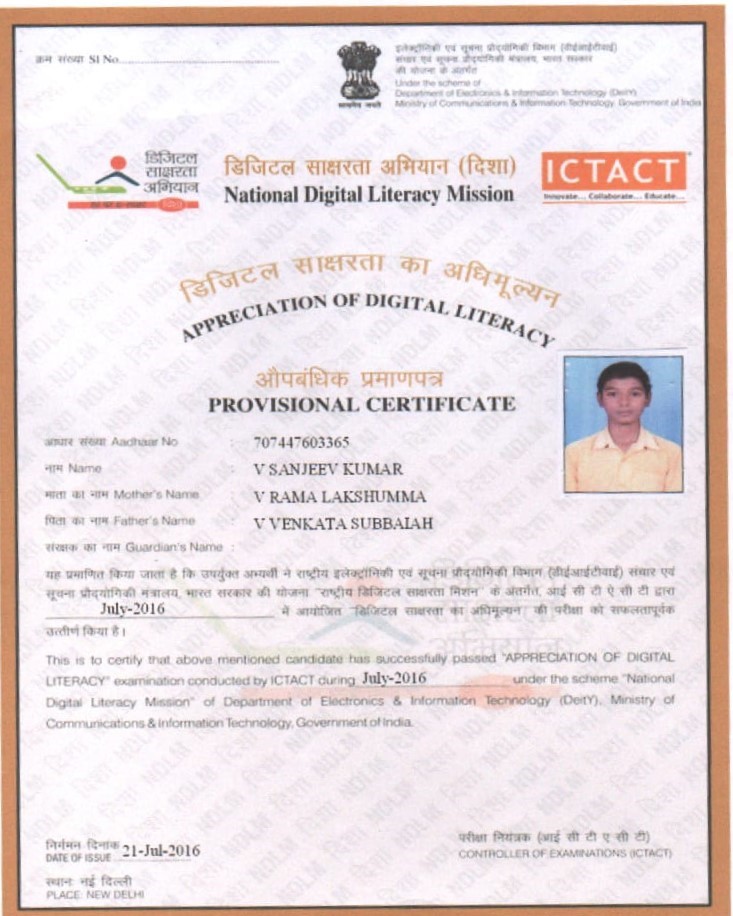 क्रम संख्या SI No
इलेक्ट्रॉनिकी एवं सूचना प्रौद्योगिकी विभाग (डीईआईटीवाई)
संचार एवं सूचना प्रौद्योगिकी मंत्रालय, भारत सरकार
की योजना के अंतर्गत
Under the scheme of
Department of Electronics & Information Technology (DeitY)
Ministry of Communications & Information Technology, Government of India
सत्यमेव जयते
डिजिटल
साक्षरता
अभियान
दिशा
डिजिटल साक्षरता अभियान (दिशा)
National Digital Literacy Mission
ICTACT
Innovate... Collaborate... Educate...
डिजिटल साक्षरता का अधिमूल्यन
APPRECIATION OF DIGITAL LITERACY
औपबंधिक प्रमाणपत्र
PROVISIONAL CERTIFICATE
आधार संख्या Aadhaar No : 707447603365
नाम Name : V SANJEEV KUMAR
माता का नाम Mother's Name : V RAMA LAKSHUMMA
पिता का नाम Father's Name : V VENKATA SUBBAIAH
संरक्षक का नाम Guardian's Name :
यह प्रमाणित किया जाता है कि उपर्युक्त अभ्यर्थी ने राष्ट्रीय इलेक्ट्रॉनिकी एवं सूचना प्रौद्योगिकी विभाग (डीईआईटीवाई) संचार एवं
सूचना प्रौद्योगिकी मंत्रालय, भारत सरकार की योजना "राष्ट्रीय डिजिटल साक्षरता मिशन" के अंतर्गत, आई सी टी ए सी टी द्वारा
July-2016 में आयोजित "डिजिटल साक्षरता का अधिमूल्यन" की परीक्षा को सफलतापूर्वक
उत्तीर्ण किया है।
This is to certify that above mentioned candidate has successfully passed "APPRECIATION OF DIGITAL
LITERACY" examination conducted by ICTACT during July-2016 under the scheme "National
Digital Literacy Mission" of Department of Electronics & Information Technology (DeitY), Ministry of
Communications & Information Technology, Government of India.
निर्गमन दिनांक
DATE OF ISSUE 21-Jul-2016
परीक्षा नियंत्रक (आई सी टी ए सी टी)
CONTROLLER OF EXAMINATIONS (ICTACT)
स्थान: नई दिल्ली
PLACE: NEW DELHI